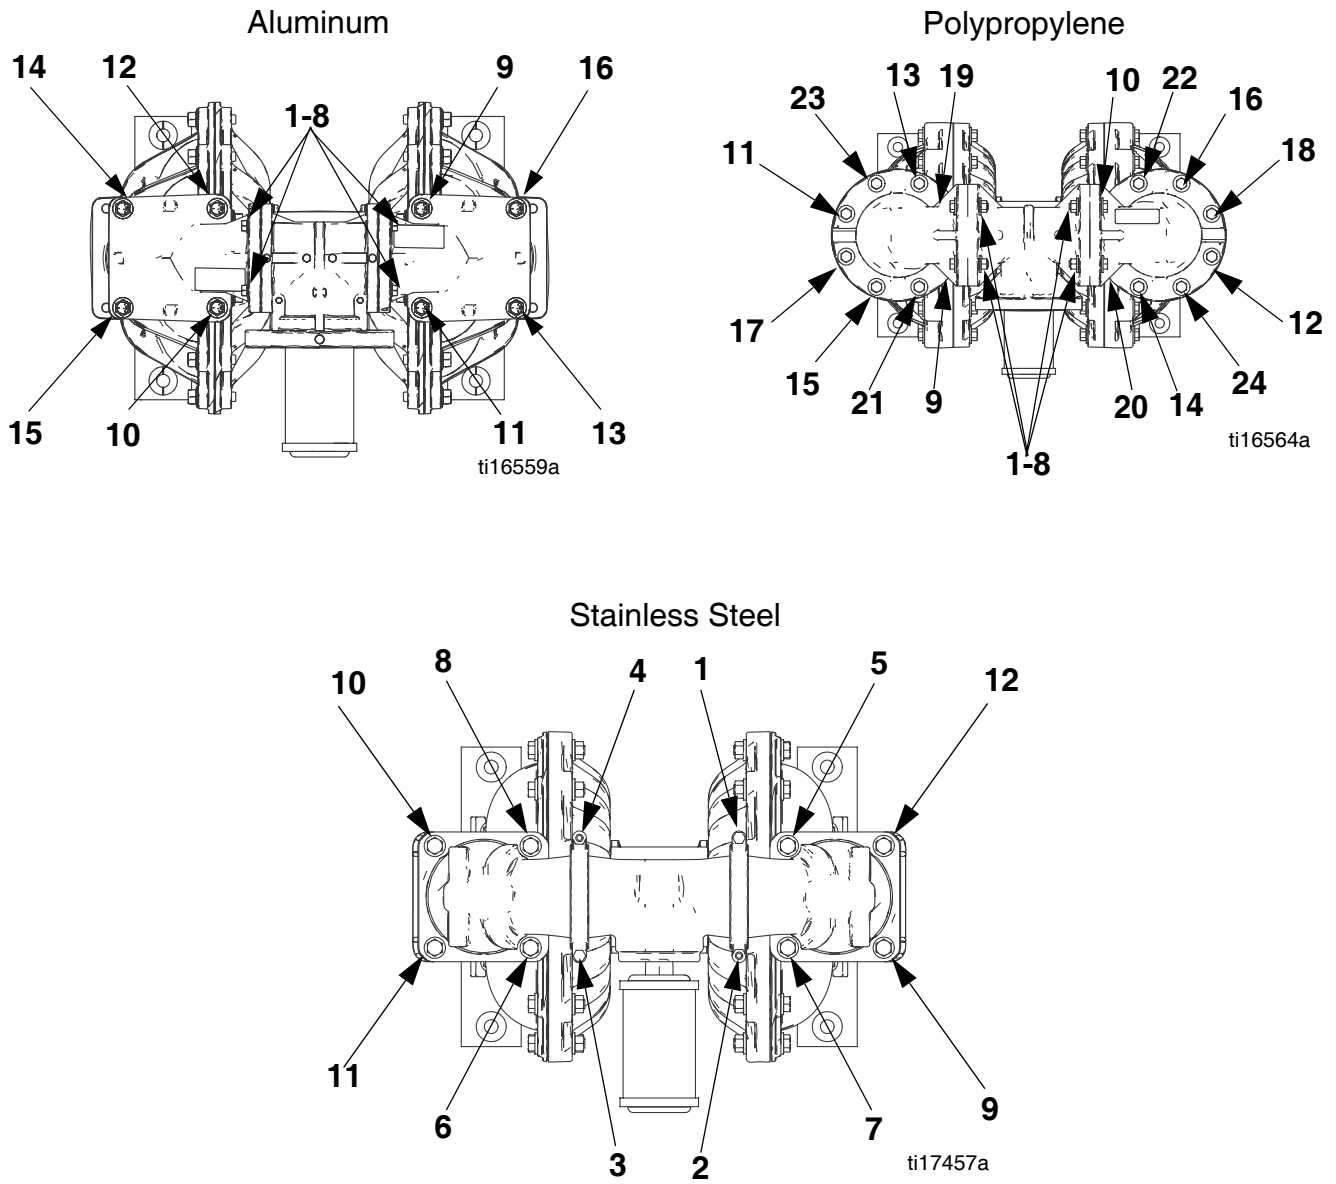 Aluminum
14 12 9 16
1-8
15 10 11 13
ti16559a
Polypropylene
13 19 10 22
23 16
11 18
17 12
15 21 9 20 14 24
1-8
ti16564a
Stainless Steel
10 8 4 1 5 12
11 6 3 2 7 9
ti17457a